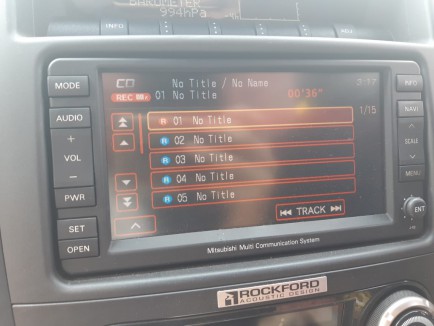 BAROMETER
994hPa
INFO
ADJ
MODE
AUDIO
+
VOL
−
PWR
SET
OPEN
CD No Title / No Name 2:17
REC 01 No Title 00'36"
1/15
R 01 No Title
R 02 No Title
R 03 No Title
R 04 No Title
R 05 No Title
TRACK
INFO
NAVI
SCALE
MENU
ENT
Mitsubishi Multi Communication System
ROCKFORD
ACOUSTIC DESIGN